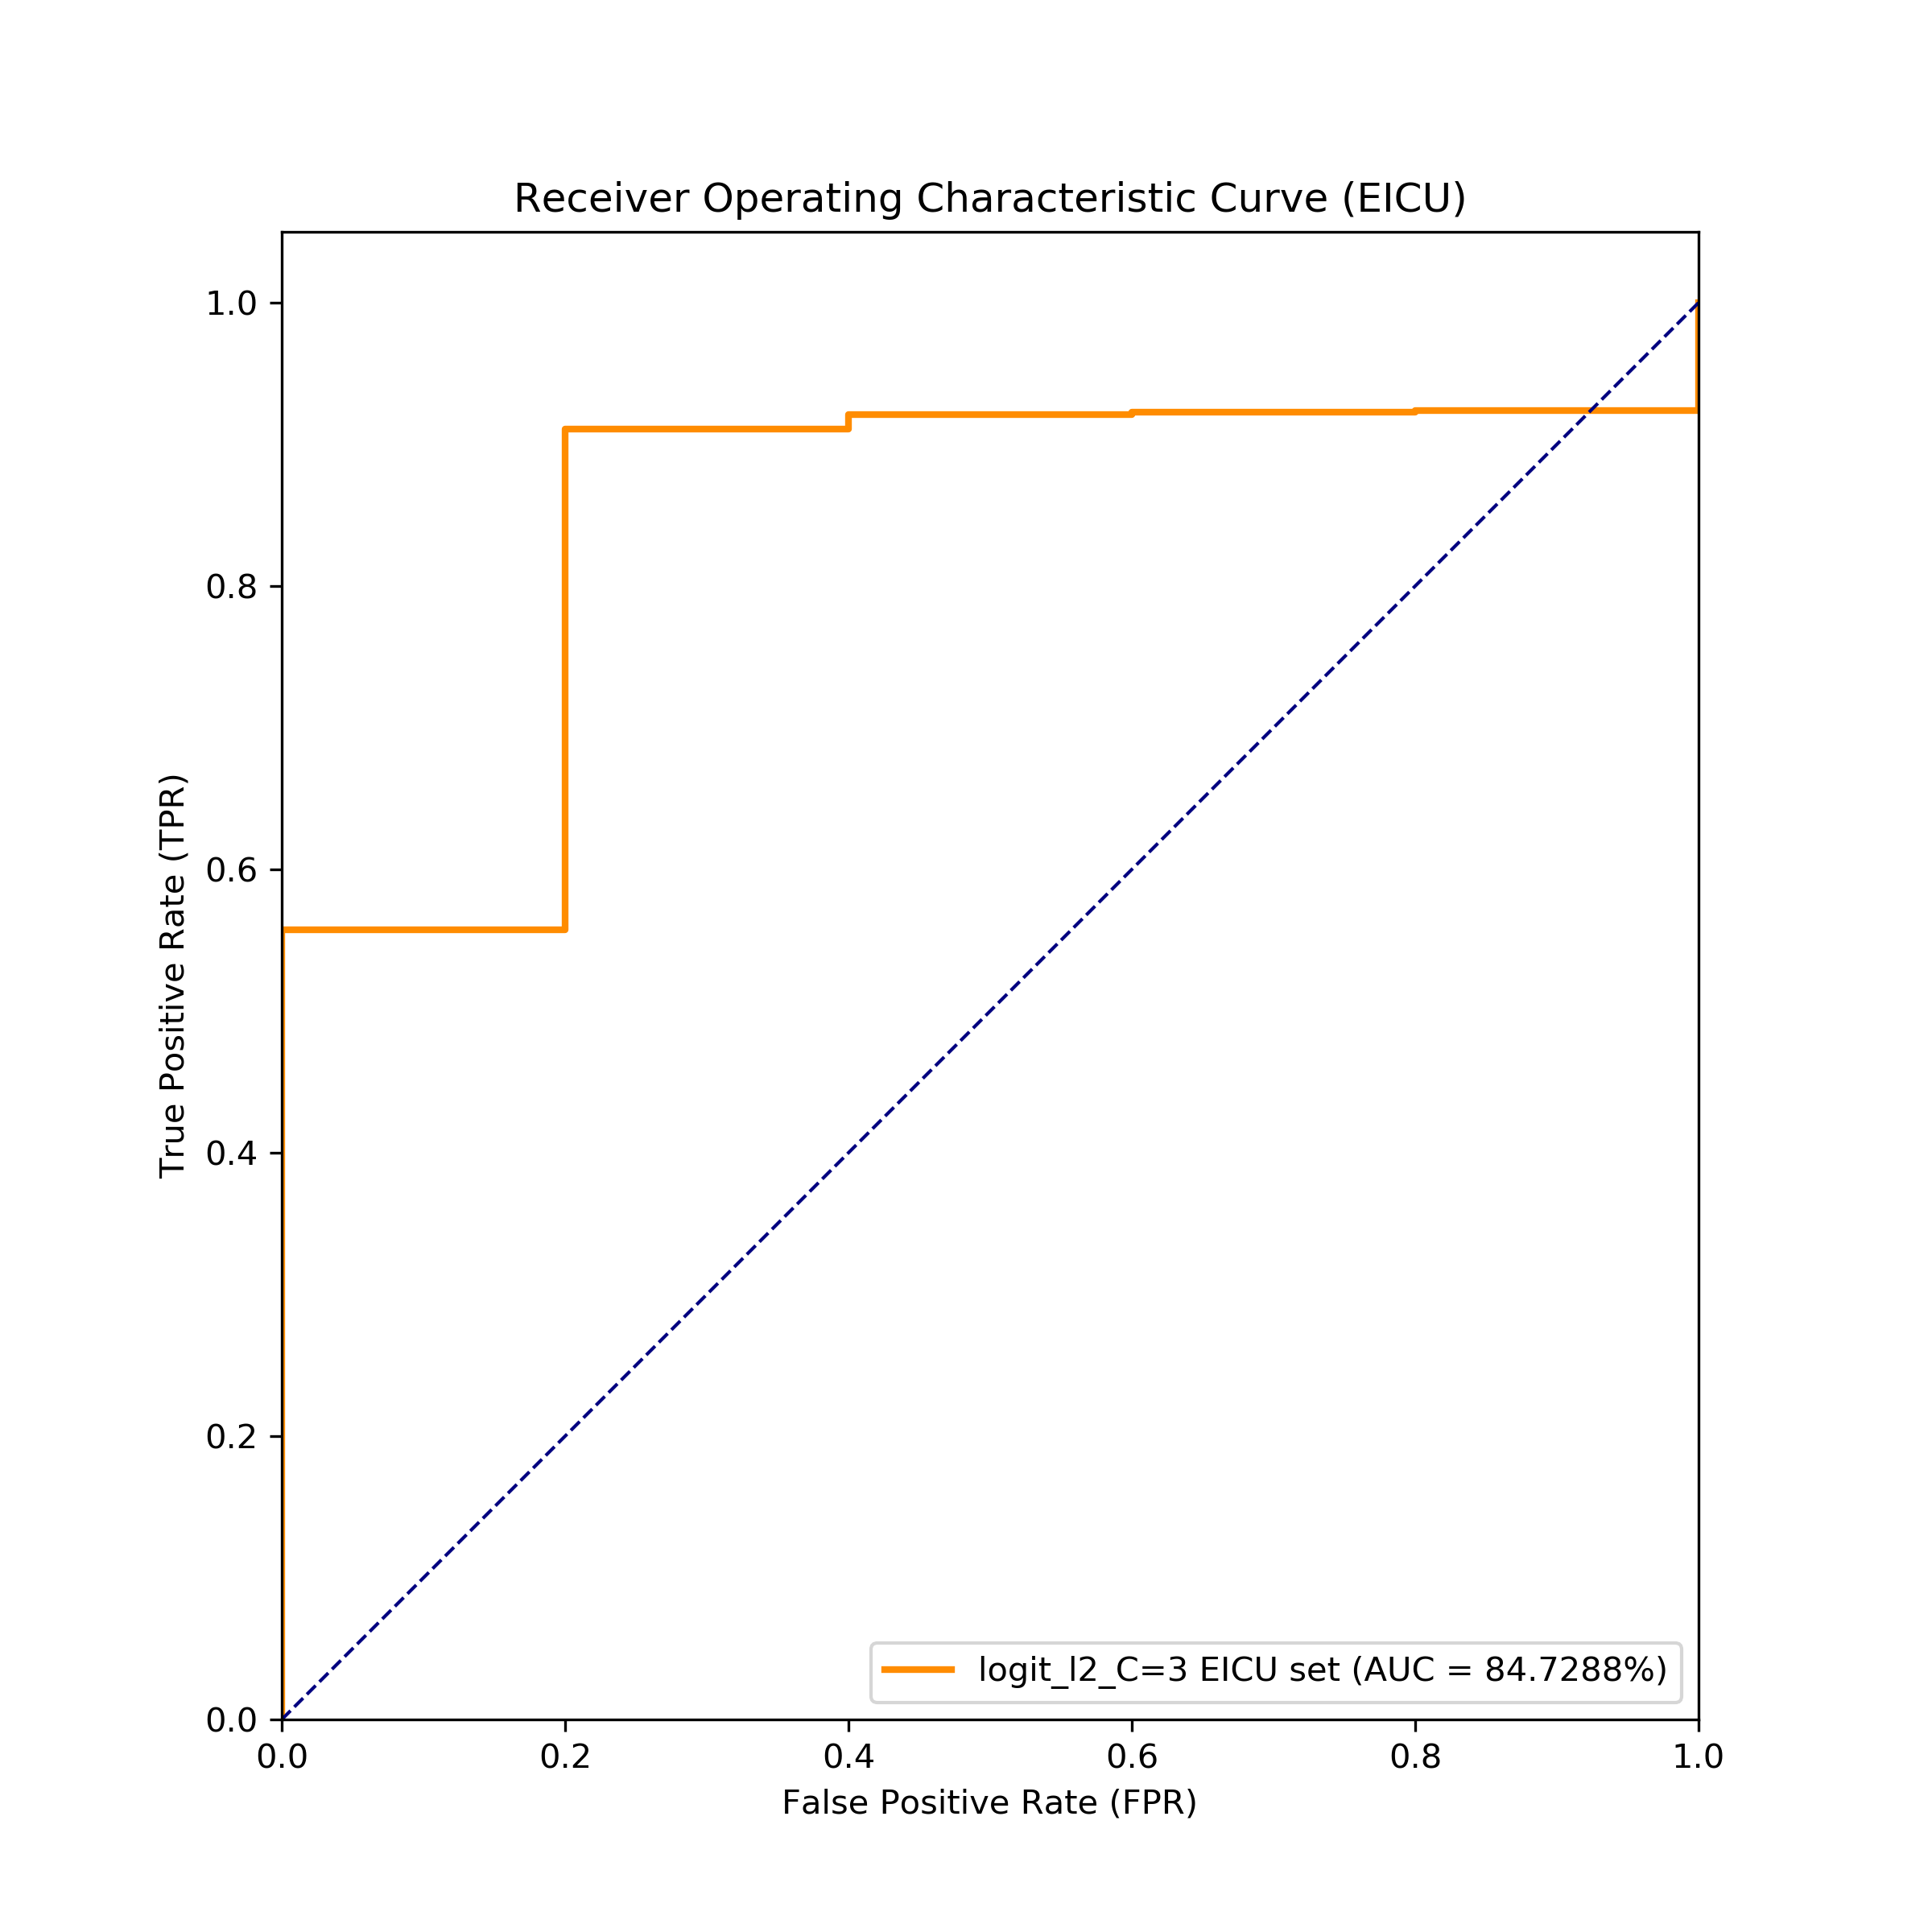 Receiver Operating Characteristic Curve (EICU)
True Positive Rate (TPR)
1.0
0.8
0.6
0.4
0.2
0.0
logit_l2_C=3 EICU set (AUC = 84.7288%)
0.0 0.2 0.4 0.6 0.8 1.0
False Positive Rate (FPR)